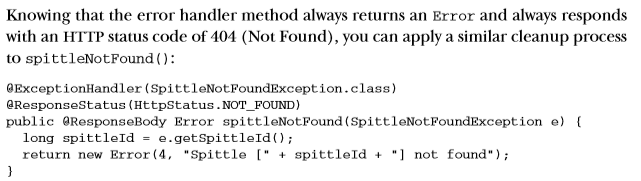 Knowing that the error handler method always returns an Error and always responds
with an HTTP status code of 404 (Not Found), you can apply a similar cleanup process
to spittleNotFound():
@ExceptionHandler(SpittleNotFoundException.class)
@ResponseStatus(HttpStatus.NOT_FOUND)
public @ResponseBody Error spittleNotFound(SpittleNotFoundException e) {
  long spittleId = e.getSpittleId();
  return new Error(4, "Spittle [" + spittleId + "] not found");
}